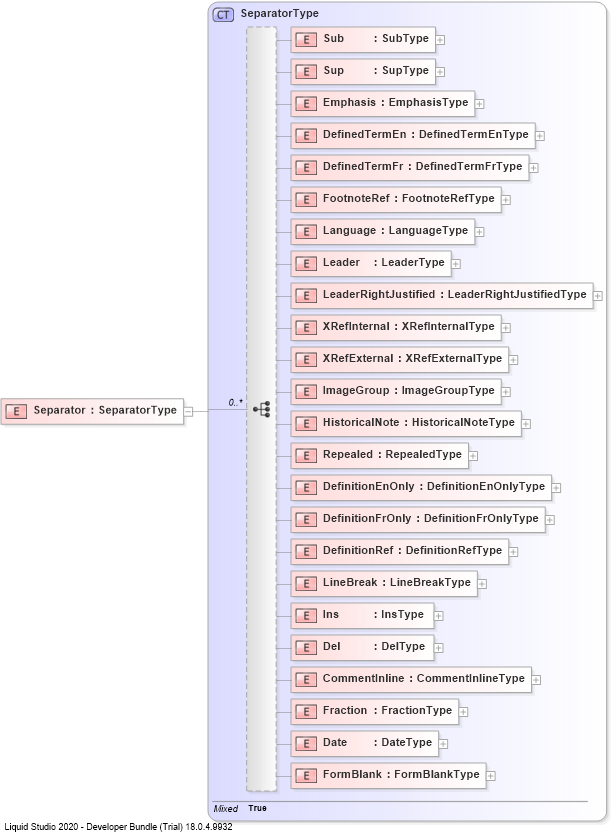 CT SeparatorType
E Sub : SubType
E Sup : SupType
E Emphasis : EmphasisType
E DefinedTermEn : DefinedTermEnType
E DefinedTermFr : DefinedTermFrType
E FootnoteRef : FootnoteRefType
E Language : LanguageType
E Leader : LeaderType
E LeaderRightJustified : LeaderRightJustifiedType
E XRefInternal : XRefInternalType
E XRefExternal : XRefExternalType
E ImageGroup : ImageGroupType
E Separator : SeparatorType
0..*
E HistoricalNote : HistoricalNoteType
E Repealed : RepealedType
E DefinitionEnOnly : DefinitionEnOnlyType
E DefinitionFrOnly : DefinitionFrOnlyType
E DefinitionRef : DefinitionRefType
E LineBreak : LineBreakType
E Ins : InsType
E Del : DelType
E CommentInline : CommentInlineType
E Fraction : FractionType
E Date : DateType
E FormBlank : FormBlankType
Mixed True
Liquid Studio 2020 - Developer Bundle (Trial) 18.0.4.9932